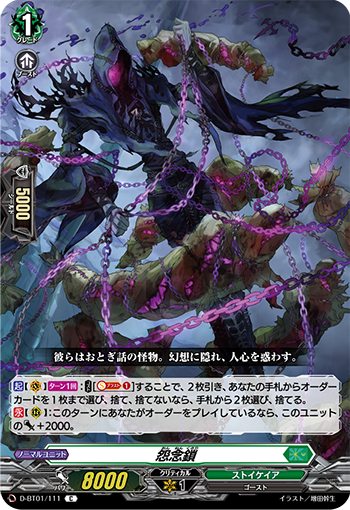 1
グレード
ブースト
5000
シールド
彼らはおとぎ話の怪物。幻想に隠れ、人心を惑わす。
起【R】【ターン1回】:【コスト】[CB1]することで、2枚引き、あなたの手札からオーダー
カードを1枚まで選び、捨て、捨てないなら、手札から2枚選び、捨てる。
永【R】:このターンにあなたがオーダーをプレイしているなら、このユニット
の+2000。
ノーマルユニット
怨念鎖
パワー
8000
クリティカル
1
ストイケイア
ゴースト
D-BT01/111 C
イラスト/増田幹生